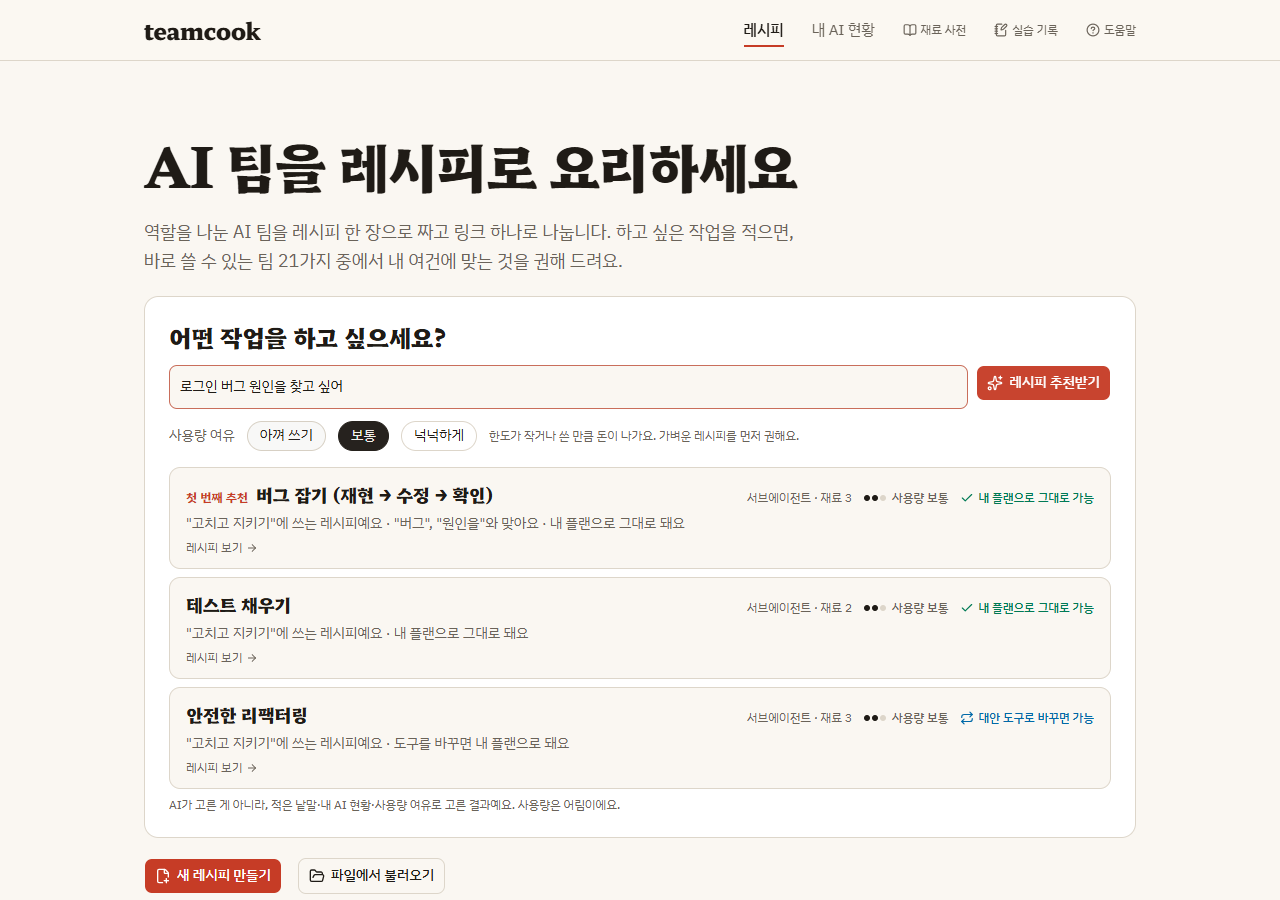 teamcook
레시피
내 AI 현황
재료 사전
실습 기록
도움말
AI 팀을 레시피로 요리하세요
역할을 나눈 AI 팀을 레시피 한 장으로 짜고 링크 하나로 나눕니다. 하고 싶은 작업을 적으면,
바로 쓸 수 있는 팀 21가지 중에서 내 여건에 맞는 것을 권해 드려요.
어떤 작업을 하고 싶으세요?
로그인 버그 원인을 찾고 싶어
레시피 추천받기
사용량 여유
아껴 쓰기
보통
넉넉하게
한도가 작거나 쓴 만큼 돈이 나가요. 가벼운 레시피를 먼저 권해요.
첫 번째 추천 버그 잡기 (재현 → 수정 → 확인)
서브에이전트 · 재료 3
사용량 보통
내 플랜으로 그대로 가능
"고치고 지키기"에 쓰는 레시피예요 · "버그", "원인을"와 맞아요 · 내 플랜으로 그대로 돼요
레시피 보기 →
테스트 채우기
서브에이전트 · 재료 2
사용량 보통
내 플랜으로 그대로 가능
"고치고 지키기"에 쓰는 레시피예요 · 내 플랜으로 그대로 돼요
레시피 보기 →
안전한 리팩터링
서브에이전트 · 재료 3
사용량 보통
대안 도구로 바꾸면 가능
"고치고 지키기"에 쓰는 레시피예요 · 도구를 바꾸면 내 플랜으로 돼요
레시피 보기 →
AI가 고른 게 아니라, 적은 낱말·내 AI 현황·사용량 여유로 고른 결과예요. 사용량은 어림이에요.
새 레시피 만들기
파일에서 불러오기